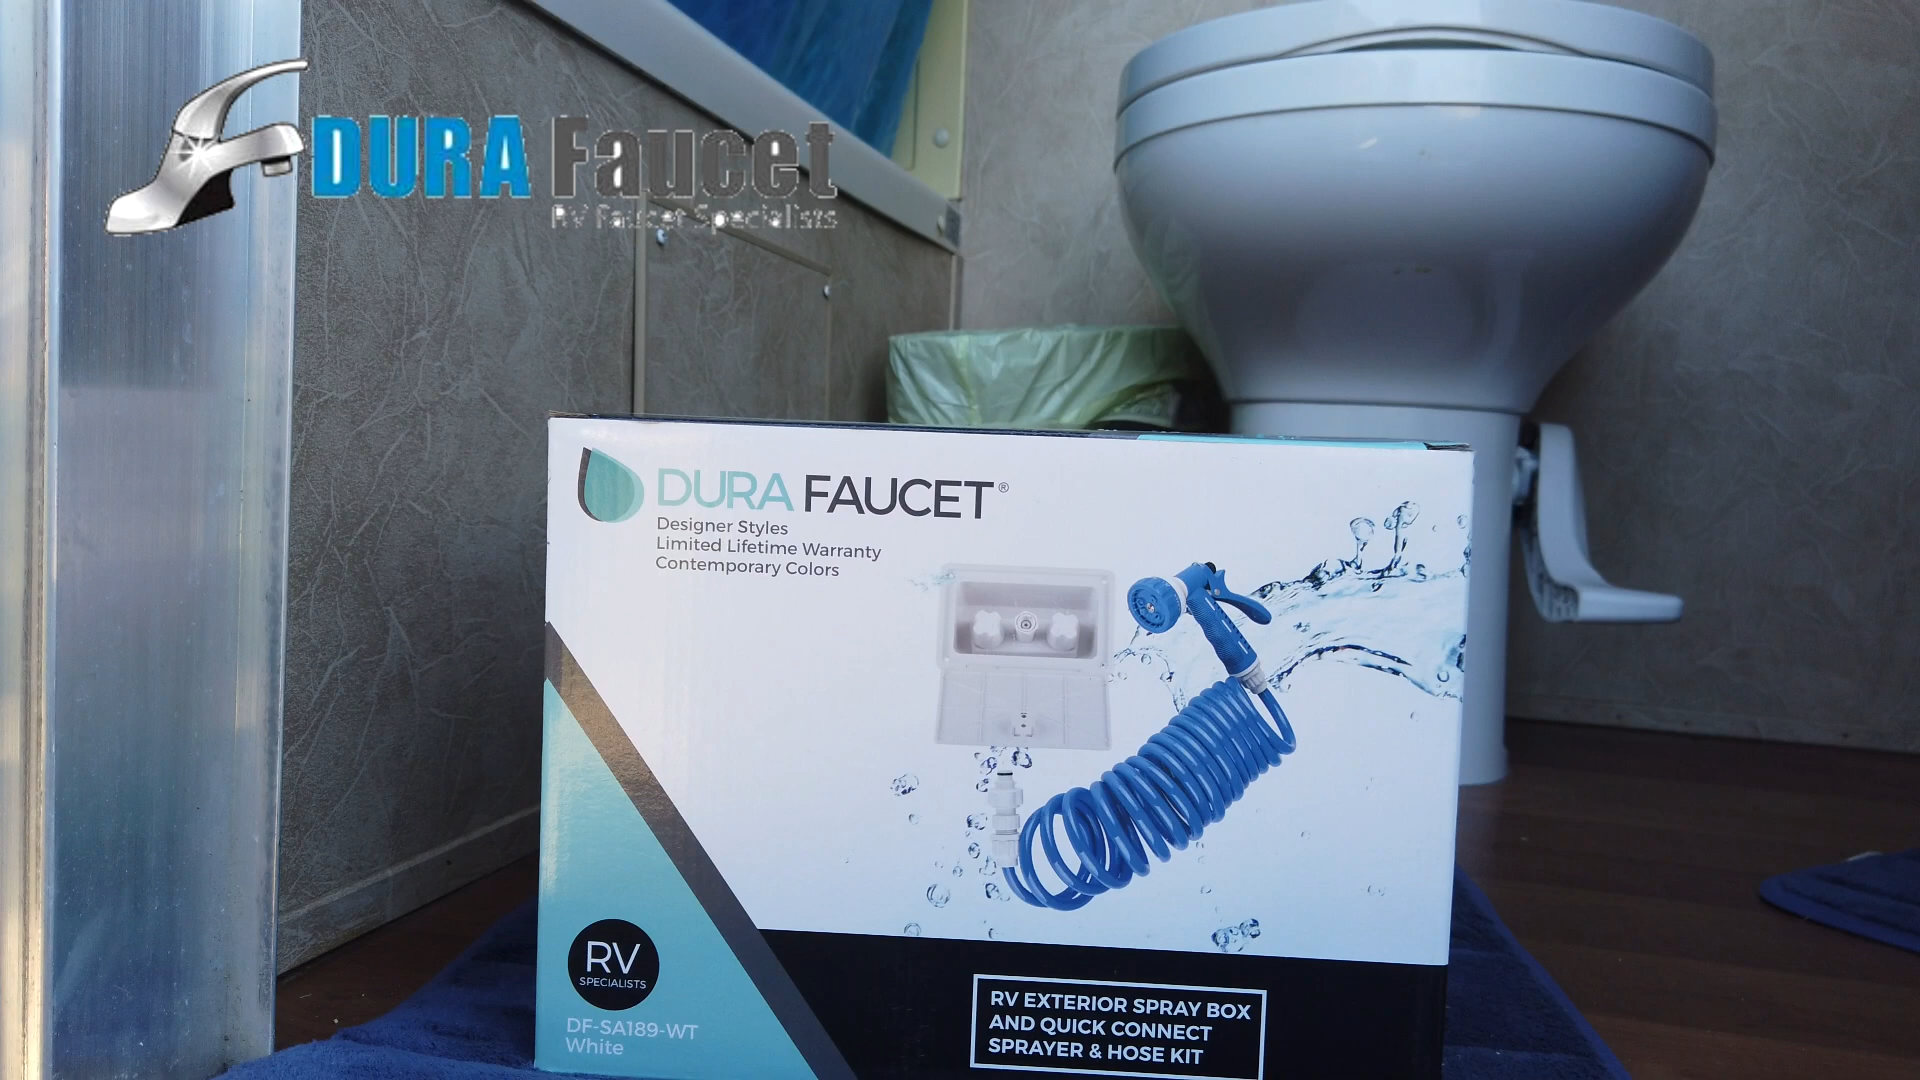 DURA Faucet
RV Faucet Specialists
DURA FAUCET®
Designer Styles
Limited Lifetime Warranty
Contemporary Colors
RV
SPECIALISTS
DF-SA189-WT
White
RV EXTERIOR SPRAY BOX
AND QUICK CONNECT
SPRAYER & HOSE KIT